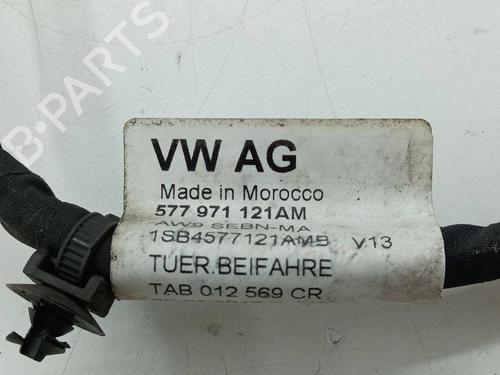 B-PARTS
VW AG
Made in Morocco
577 971 121AM
AV9 SEBN-MA
1SB4577121AMB V13
TUER.BEIFAHRE
TAB 012 569 CR